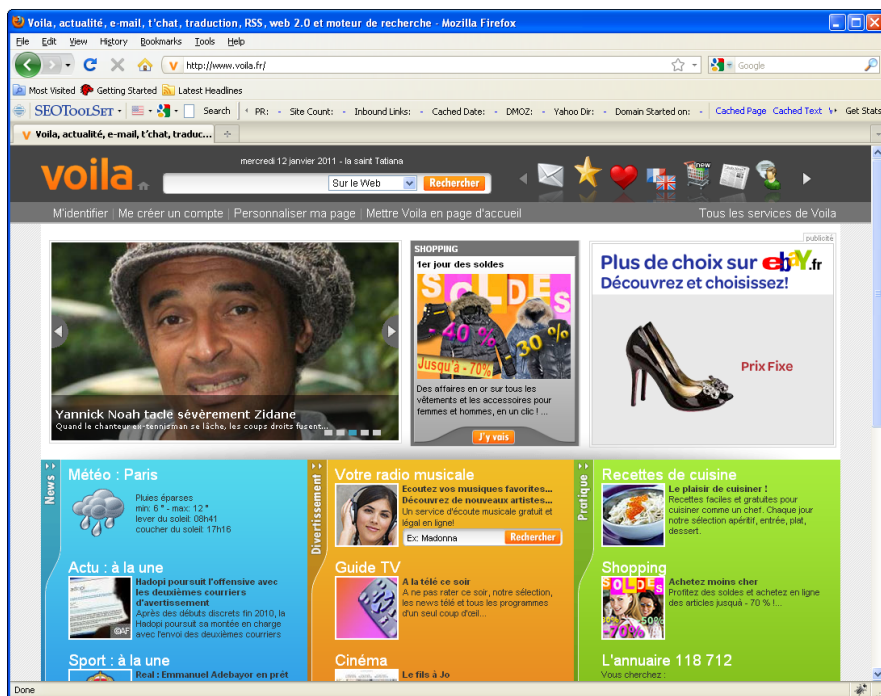 Voila, actualité, e-mail, t'chat, traduction, RSS, web 2.0 et moteur de recherche - Mozilla Firefox
File Edit View History Bookmarks Tools Help
http://www.voila.fr/
Google
Most Visited Getting Started Latest Headlines
SEOToolSet Search PR: - Site Count: - Inbound Links: - Cached Date: - DMOZ: - Yahoo Dir: - Domain Started on: - Cached Page Cached Text Get Stats
Voila, actualité, e-mail, t'chat, traduc...
voila
mercredi 12 janvier 2011 - la saint Tatiana
Sur le Web Rechercher
new
M'identifier | Me créer un compte | Personnaliser ma page | Mettre Voila en page d'accueil
Tous les services de Voila
publicité
Yannick Noah tacle sévèrement Zidane
Quand le chanteur ex-tennisman se lâche, les coups droits fusent...
SHOPPING
1er jour des soldes
SOLDES
- 40 %
- 30 %
Jusqu'à - 70%
Des affaires en or sur tous les
vêtements et les accessoires pour
femmes et hommes, en un clic ! ...
J'y vais
Plus de choix sur ebaY.fr
Découvrez et choisissez!
Prix Fixe
News
Météo : Paris
Pluies éparses
min: 6 ° - max: 12 °
lever du soleil: 08h41
coucher du soleil: 17h16
Actu : à la une
Hadopi poursuit l'offensive avec
les deuxièmes courriers
d'avertissement
Après des débuts discrets fin 2010, la
Hadopi poursuit sa montée en charge
avec l'envoi des deuxièmes courriers
©AF
Sport : à la une
Real : Emmanuel Adebayor en prêt
Divertissement
Votre radio musicale
Ecoutez vos musiques favorites...
Découvrez de nouveaux artistes...
Un service d'écoute musicale gratuit et
légal en ligne!
Ex: Madonna Rechercher
Guide TV
A la télé ce soir
A ne pas rater ce soir, notre sélection,
les news télé et tous les programmes
d'un seul coup d'œil...
Cinéma
Le fils à Jo
Pratique
Recettes de cuisine
Le plaisir de cuisiner !
Recettes faciles et gratuites pour
cuisiner comme un chef. Chaque jour
notre sélection apéritif, entrée, plat,
dessert.
Shopping
SOLDES
50%
-70%
Achetez moins cher
Profitez des soldes et achetez en ligne
des articles jusquà - 70 % !...
L'annuaire 118 712
Vous cherchez :
Done